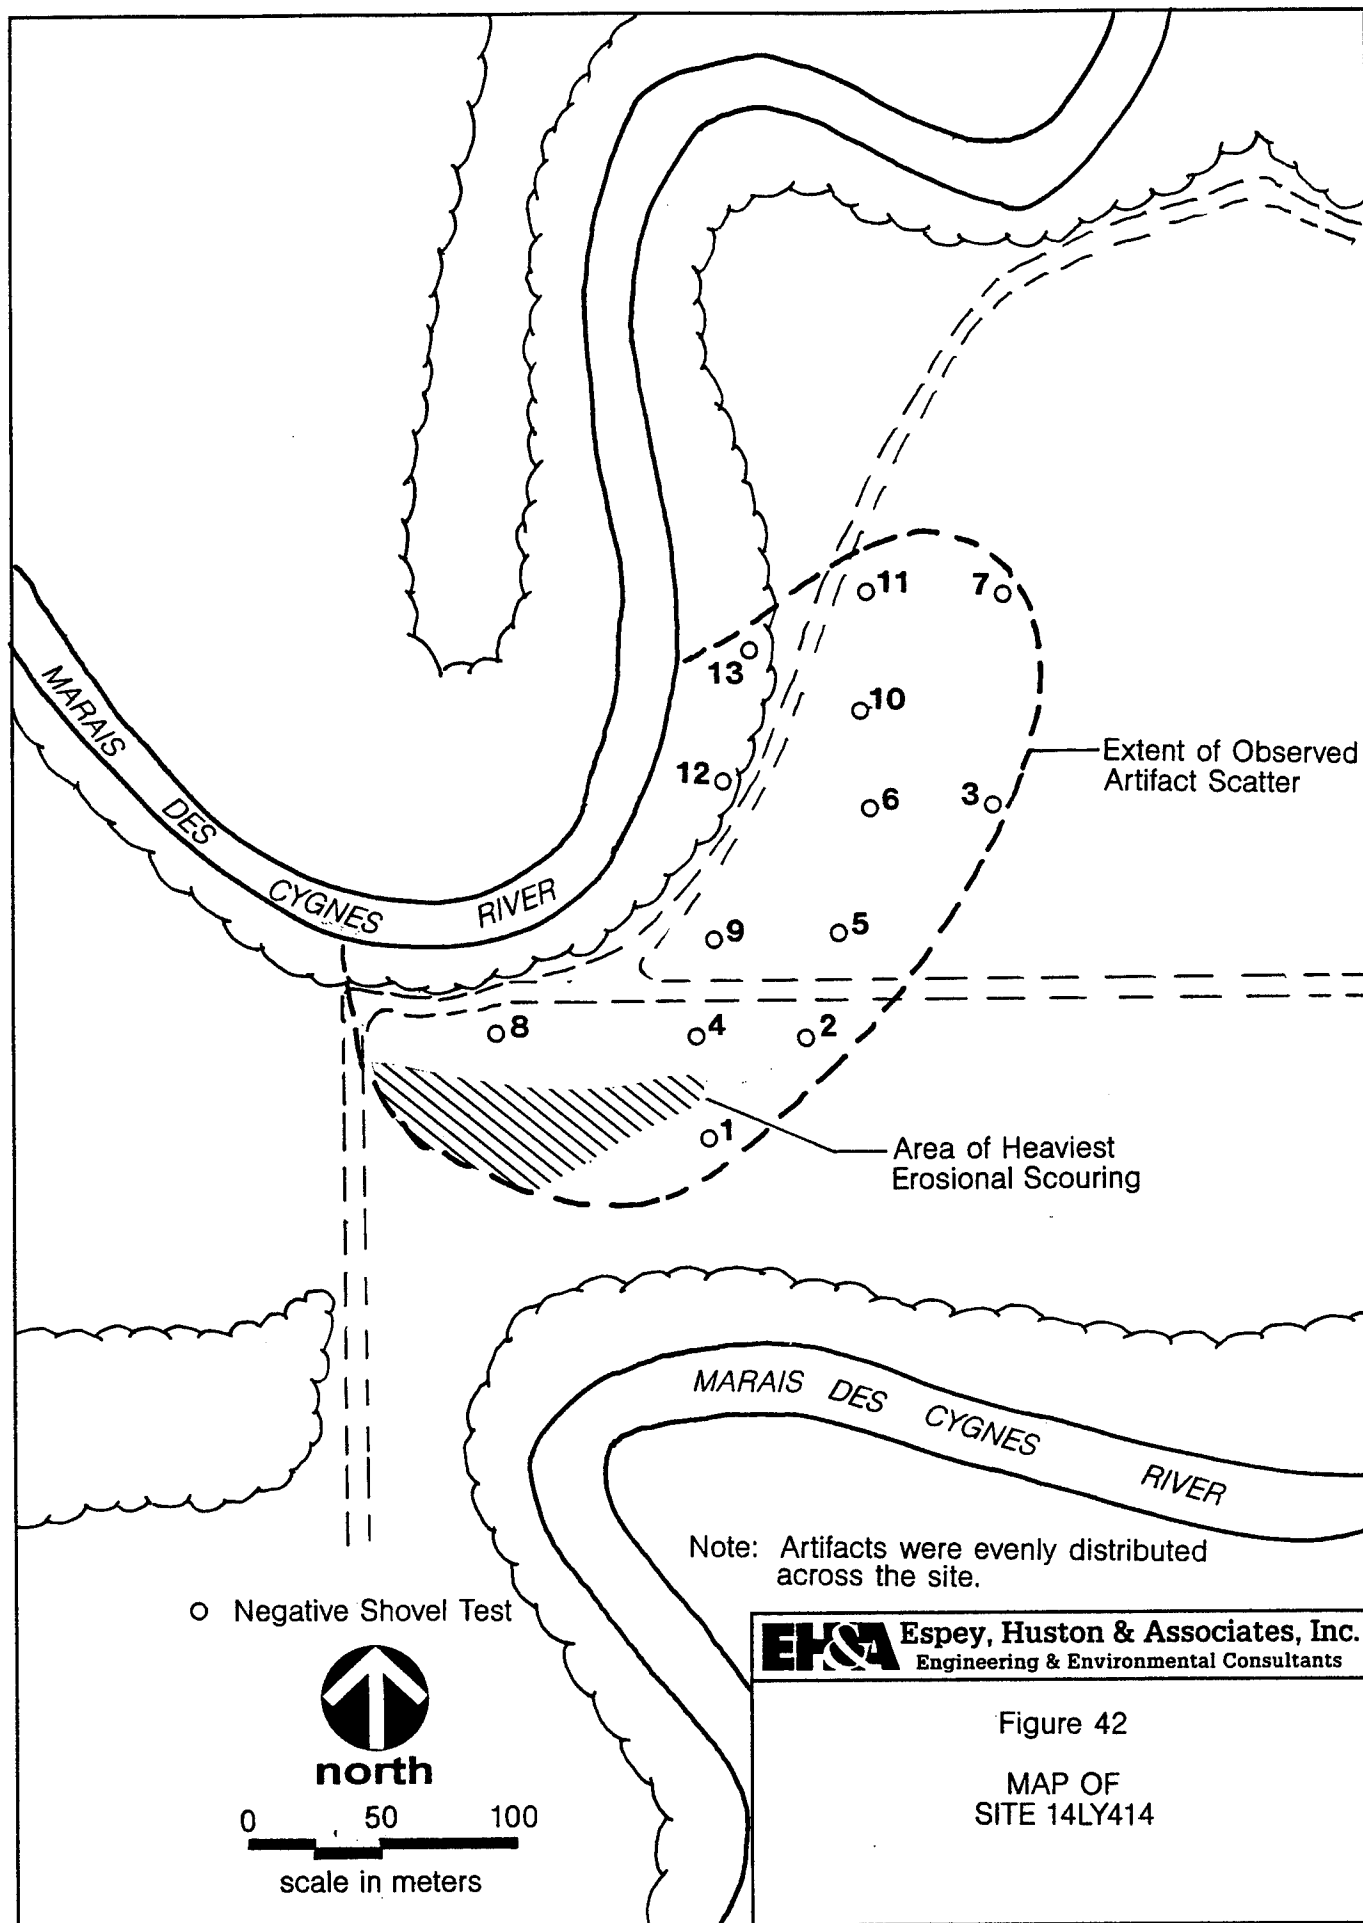 11
7
13
10
12
6
3
Extent of Observed
Artifact Scatter
MARAIS DES CYGNES RIVER
9
5
8
4
2
1
Area of Heaviest
Erosional Scouring
MARAIS DES CYGNES RIVER
Note: Artifacts were evenly distributed
across the site.
O Negative Shovel Test
north
0 50 100
scale in meters
EH&A Espey, Huston & Associates, Inc.
Engineering & Environmental Consultants
Figure 42
MAP OF
SITE 14LY414